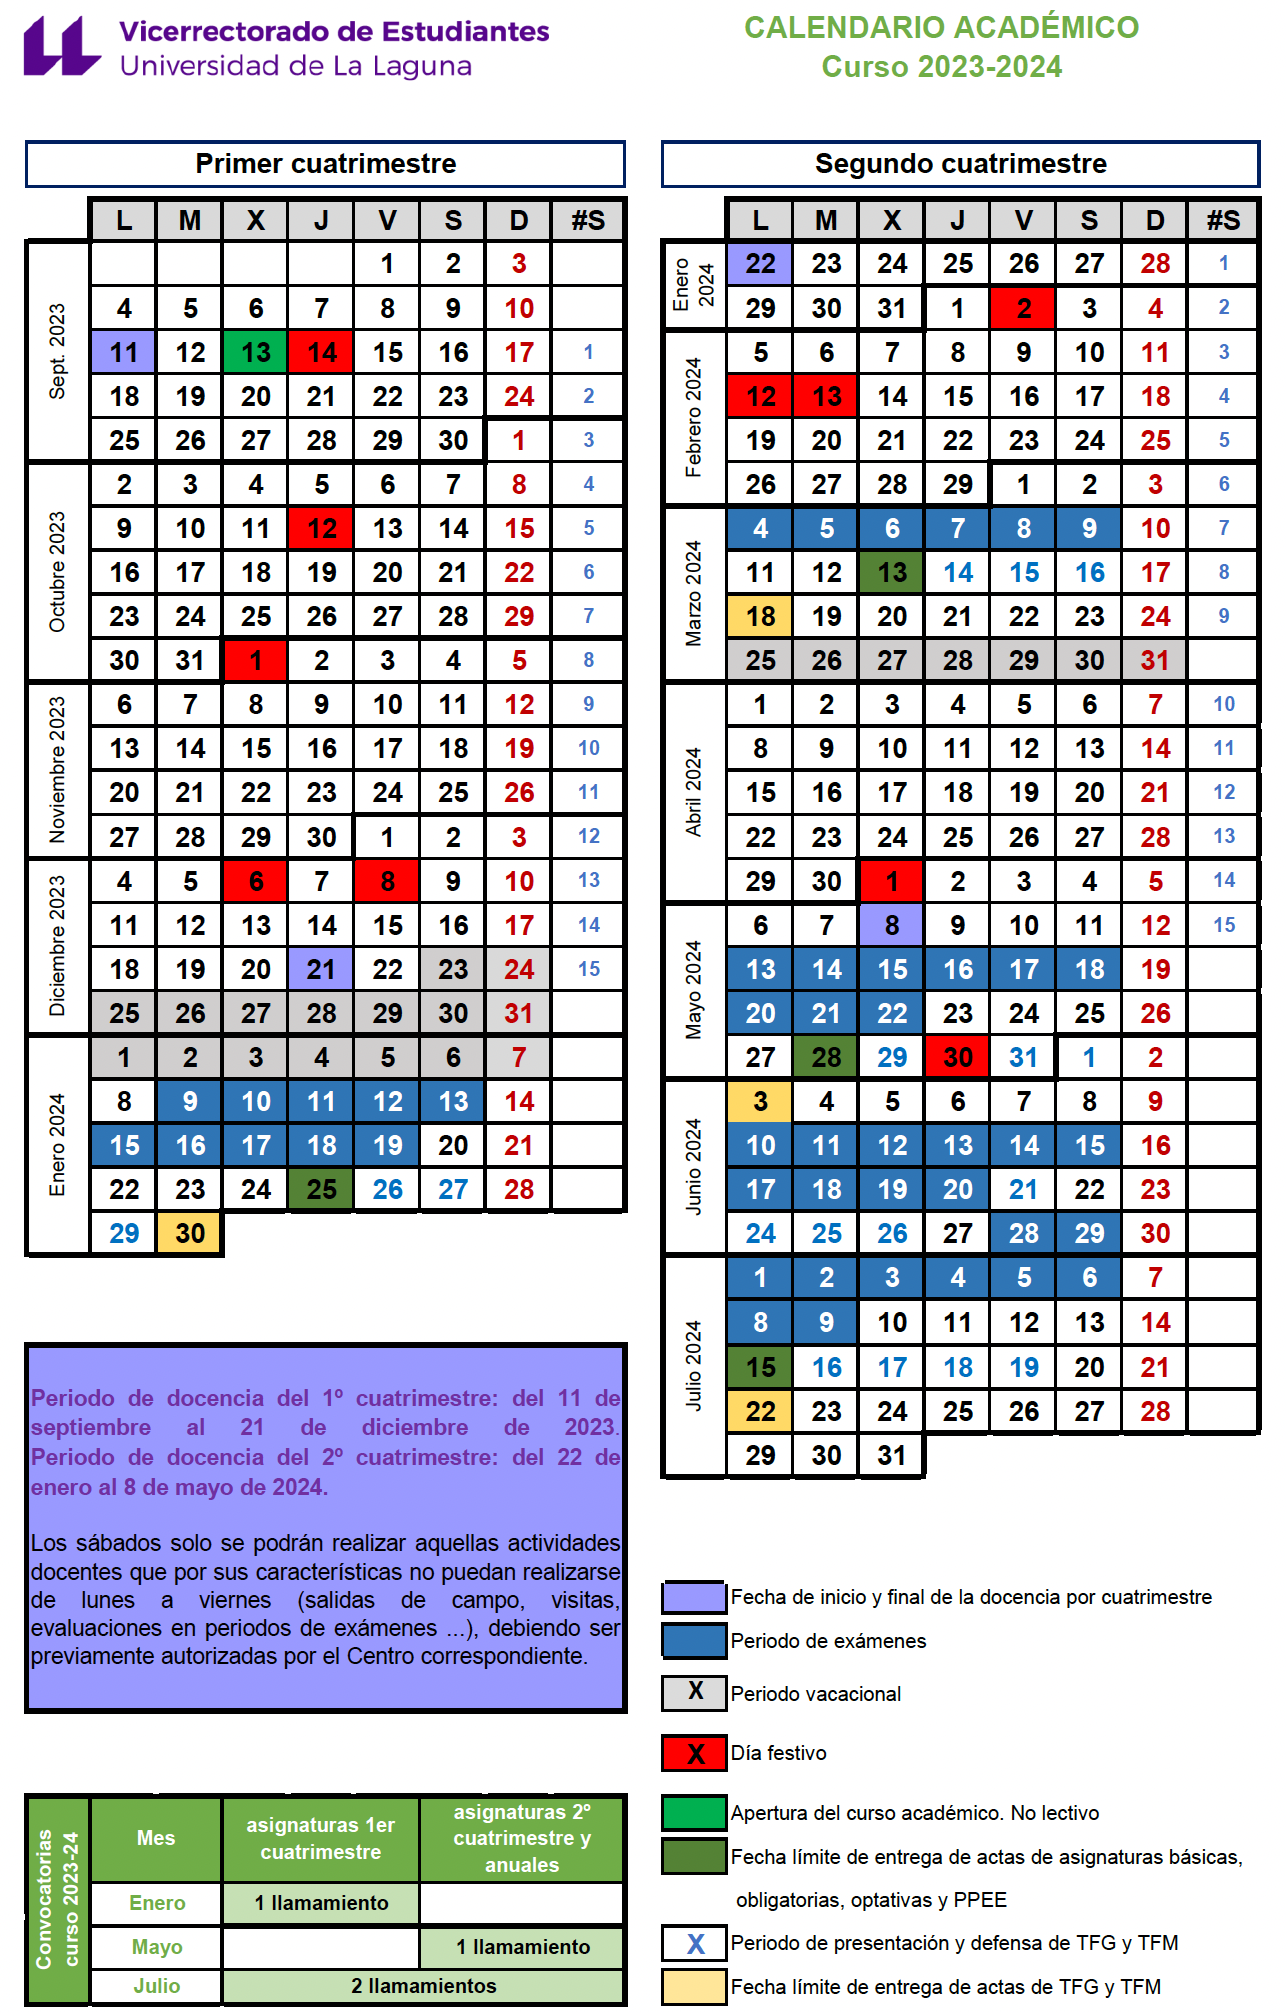 Vicerrectorado de Estudiantes
Universidad de La Laguna
CALENDARIO ACADÉMICO
Curso 2023-2024
Primer cuatrimestre
L M X J V S D #S
Sept. 2023
1 2 3
4 5 6 7 8 9 10
11 12 13 14 15 16 17 1
18 19 20 21 22 23 24 2
25 26 27 28 29 30 1 3
Octubre 2023
2 3 4 5 6 7 8 4
9 10 11 12 13 14 15 5
16 17 18 19 20 21 22 6
23 24 25 26 27 28 29 7
30 31 1 2 3 4 5 8
Noviembre 2023
6 7 8 9 10 11 12 9
13 14 15 16 17 18 19 10
20 21 22 23 24 25 26 11
27 28 29 30 1 2 3 12
Diciembre 2023
4 5 6 7 8 9 10 13
11 12 13 14 15 16 17 14
18 19 20 21 22 23 24 15
25 26 27 28 29 30 31
Enero 2024
1 2 3 4 5 6 7
8 9 10 11 12 13 14
15 16 17 18 19 20 21
22 23 24 25 26 27 28
29 30
Segundo cuatrimestre
L M X J V S D #S
Enero
2024
22 23 24 25 26 27 28 1
29 30 31 1 2 3 4 2
Febrero 2024
5 6 7 8 9 10 11 3
12 13 14 15 16 17 18 4
19 20 21 22 23 24 25 5
26 27 28 29 1 2 3 6
Marzo 2024
4 5 6 7 8 9 10 7
11 12 13 14 15 16 17 8
18 19 20 21 22 23 24 9
25 26 27 28 29 30 31
Abril 2024
1 2 3 4 5 6 7 10
8 9 10 11 12 13 14 11
15 16 17 18 19 20 21 12
22 23 24 25 26 27 28 13
29 30 1 2 3 4 5 14
Mayo 2024
6 7 8 9 10 11 12 15
13 14 15 16 17 18 19
20 21 22 23 24 25 26
27 28 29 30 31 1 2
Junio 2024
3 4 5 6 7 8 9
10 11 12 13 14 15 16
17 18 19 20 21 22 23
24 25 26 27 28 29 30
Julio 2024
1 2 3 4 5 6 7
8 9 10 11 12 13 14
15 16 17 18 19 20 21
22 23 24 25 26 27 28
29 30 31
Periodo de docencia del 1º cuatrimestre: del 11 de
septiembre al 21 de diciembre de 2023.
Periodo de docencia del 2º cuatrimestre: del 22 de
enero al 8 de mayo de 2024.
Los sábados solo se podrán realizar aquellas actividades
docentes que por sus características no puedan realizarse
de lunes a viernes (salidas de campo, visitas,
evaluaciones en periodos de exámenes ...), debiendo ser
previamente autorizadas por el Centro correspondiente.
Convocatorias
curso 2023-24
Mes
asignaturas 1er
cuatrimestre
asignaturas 2º
cuatrimestre y
anuales
Enero 1 llamamiento
Mayo 1 llamamiento
Julio 2 llamamientos
Fecha de inicio y final de la docencia por cuatrimestre
Periodo de exámenes
X Periodo vacacional
X Día festivo
Apertura del curso académico. No lectivo
Fecha límite de entrega de actas de asignaturas básicas,
obligatorias, optativas y PPEE
X Periodo de presentación y defensa de TFG y TFM
Fecha límite de entrega de actas de TFG y TFM